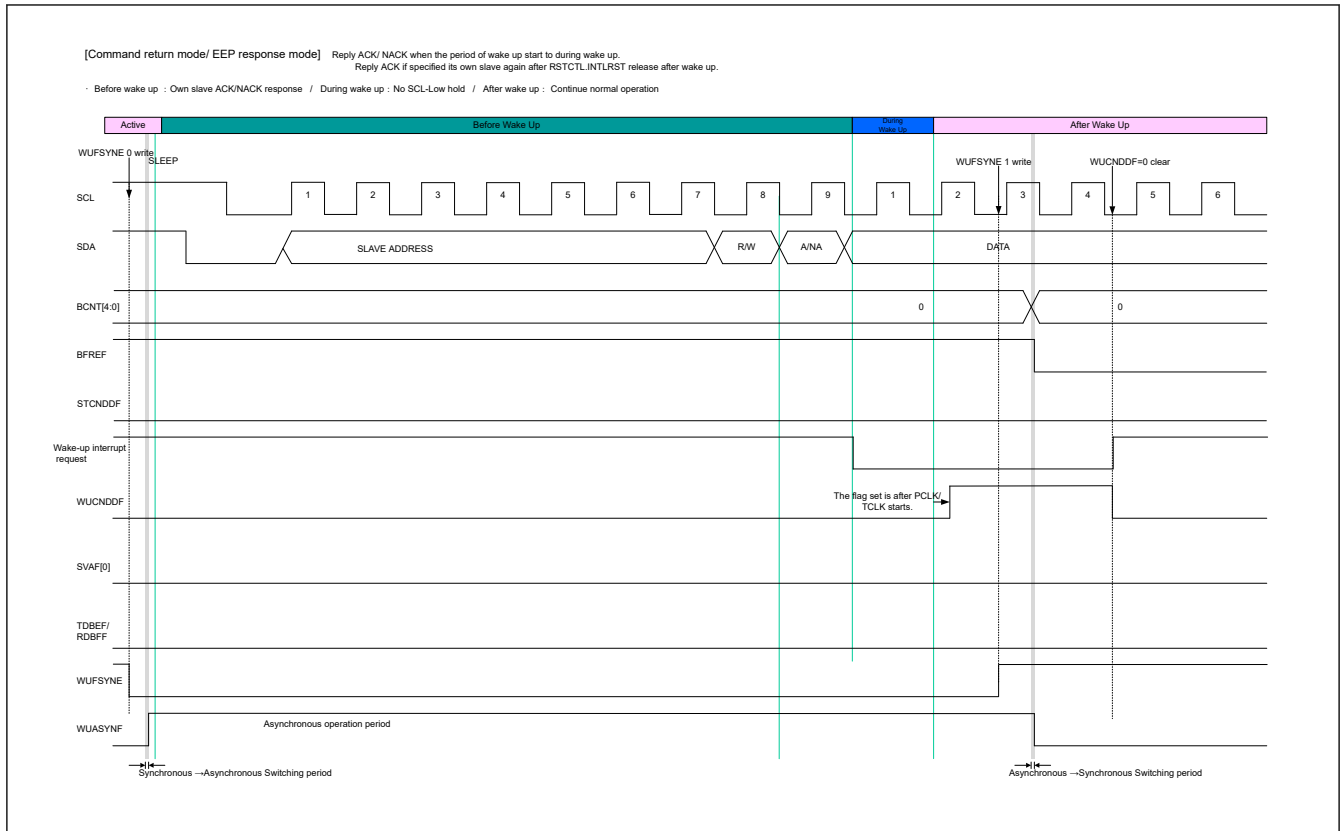 [Command return mode/ EEP response mode] Reply ACK/ NACK when the period of wake up start to during wake up.
Reply ACK if specified its own slave again after RSTCTL.INTLRST release after wake up.
· Before wake up : Own slave ACK/NACK response / During wake up : No SCL-Low hold / After wake up : Continue normal operation
Active Before Wake Up During Wake Up After Wake Up
WUFSYNE 0 write SLEEP WUFSYNE 1 write WUCNDDF=0 clear
SCL 1 2 3 4 5 6 7 8 9 1 2 3 4 5 6
SDA SLAVE ADDRESS R/W A/NA DATA
BCNT[4:0] 0 0
BFREF
STCNDDF
Wake-up interrupt
request
WUCNDDF The flag set is after PCLK/
TCLK starts.
SVAF[0]
TDBEF/
RDBFF
WUFSYNE
WUASYNF Asynchronous operation period
Synchronous →Asynchronous Switching period Asynchronous →Synchronous Switching period